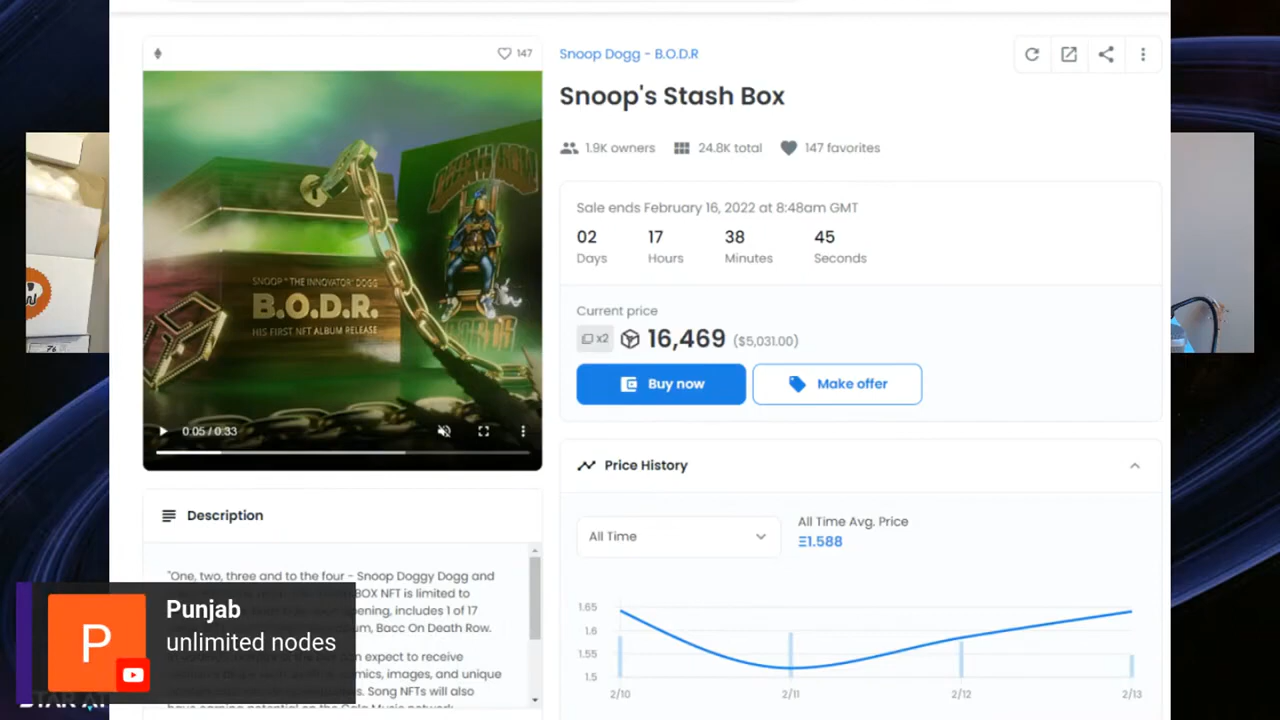 147
Snoop Dogg - B.O.D.R
Snoop's Stash Box
1.9K owners 24.8K total 147 favorites
Sale ends February 16, 2022 at 8:48am GMT
02 17 38 45
Days Hours Minutes Seconds
Current price
x2 16,469 ($5,031.00)
Buy now Make offer
SNOOP "THE INNOVATOR" DOGG
B.O.D.R.
HIS FIRST NFT ALBUM RELEASE
0:05 / 0:33
Price History
All Time
All Time Avg. Price
Ξ1.588
1.65
1.6
1.55
1.5
2/10 2/11 2/12 2/13
Description
"One, two, three and to the four - Snoop Doggy Dogg and
BOX NFT is limited to
opening, includes 1 of 17
Bacc On Death Row.
can expect to receive
mics, images, and unique
Song NFTs will also
Punjab
unlimited nodes
P
76